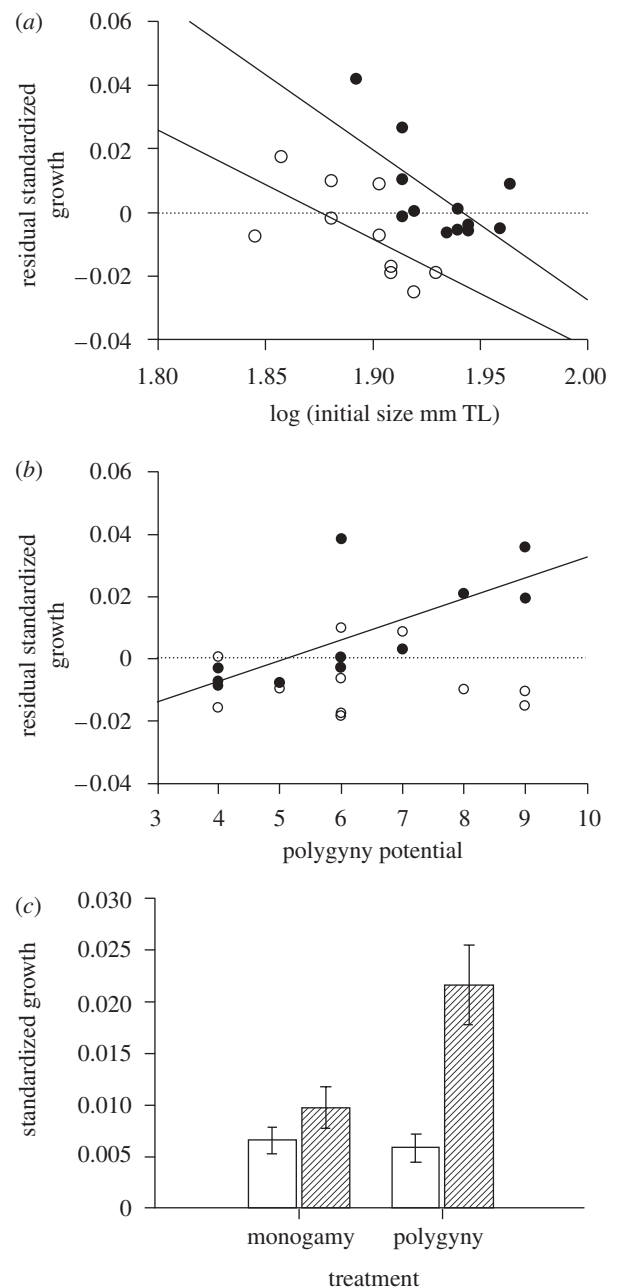 (a)
0.06
0.04
0.02
0
−0.02
−0.04
residual standardized
growth
1.80 1.85 1.90 1.95 2.00
log (initial size mm TL)
(b)
0.06
0.04
0.02
0
−0.02
−0.04
residual standardized
growth
3 4 5 6 7 8 9 10
polygyny potential
(c)
0.030
0.025
0.020
0.015
0.010
0.005
0
standardized growth
monogamy polygyny
treatment